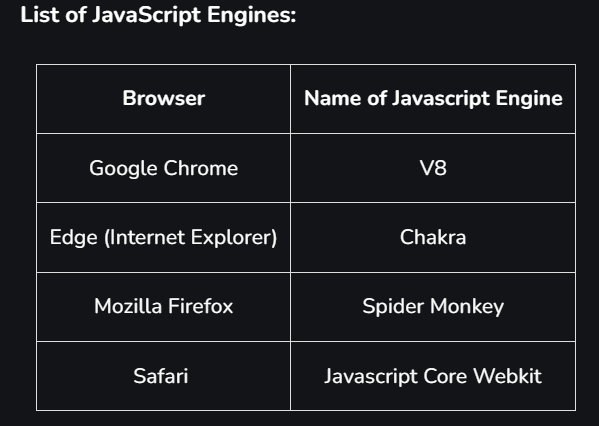 List of JavaScript Engines:
Browser Name of Javascript Engine
Google Chrome V8
Edge (Internet Explorer) Chakra
Mozilla Firefox Spider Monkey
Safari Javascript Core Webkit